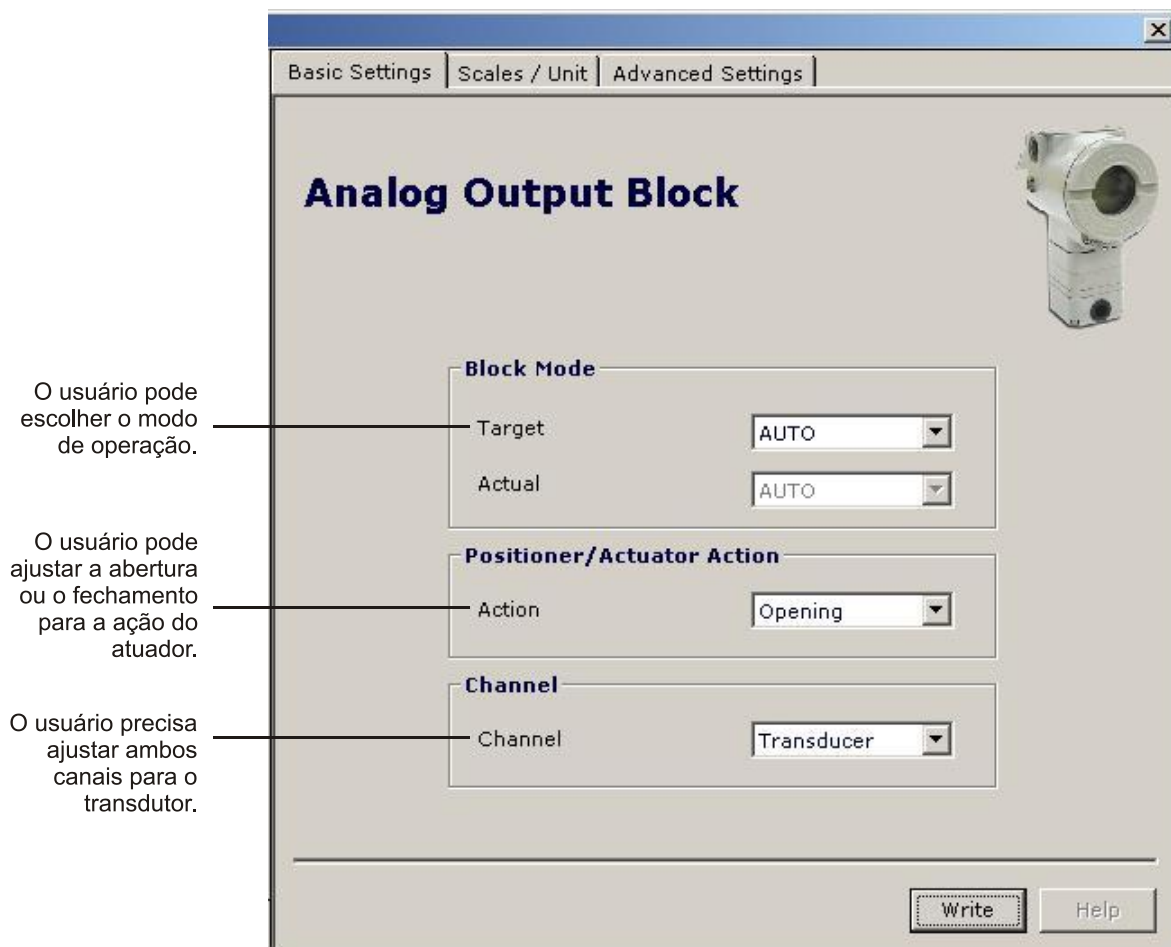 Basic Settings
Scales / Unit
Advanced Settings
Analog Output Block
Block Mode
O usuário pode
escolher o modo
de operação.
Target
AUTO
Actual
AUTO
Positioner/Actuator Action
O usuário pode
ajustar a abertura
ou o fechamento
para a ação do
atuador.
Action
Opening
Channel
O usuário precisa
ajustar ambos
canais para o
transdutor.
Channel
Transducer
Write
Help